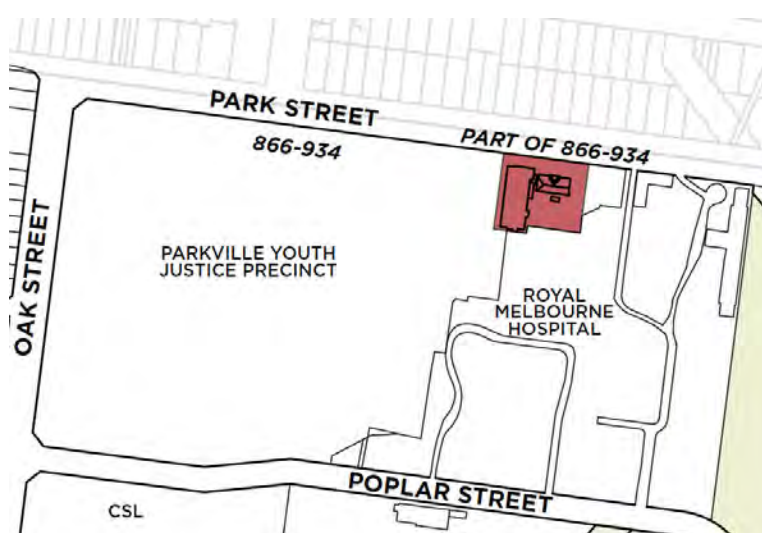 PARK STREET
866-934
PART OF 866-934
PARKVILLE YOUTH
JUSTICE PRECINCT
OAK STREET
ROYAL
MELBOURNE
HOSPITAL
POPLAR STREET
CSL